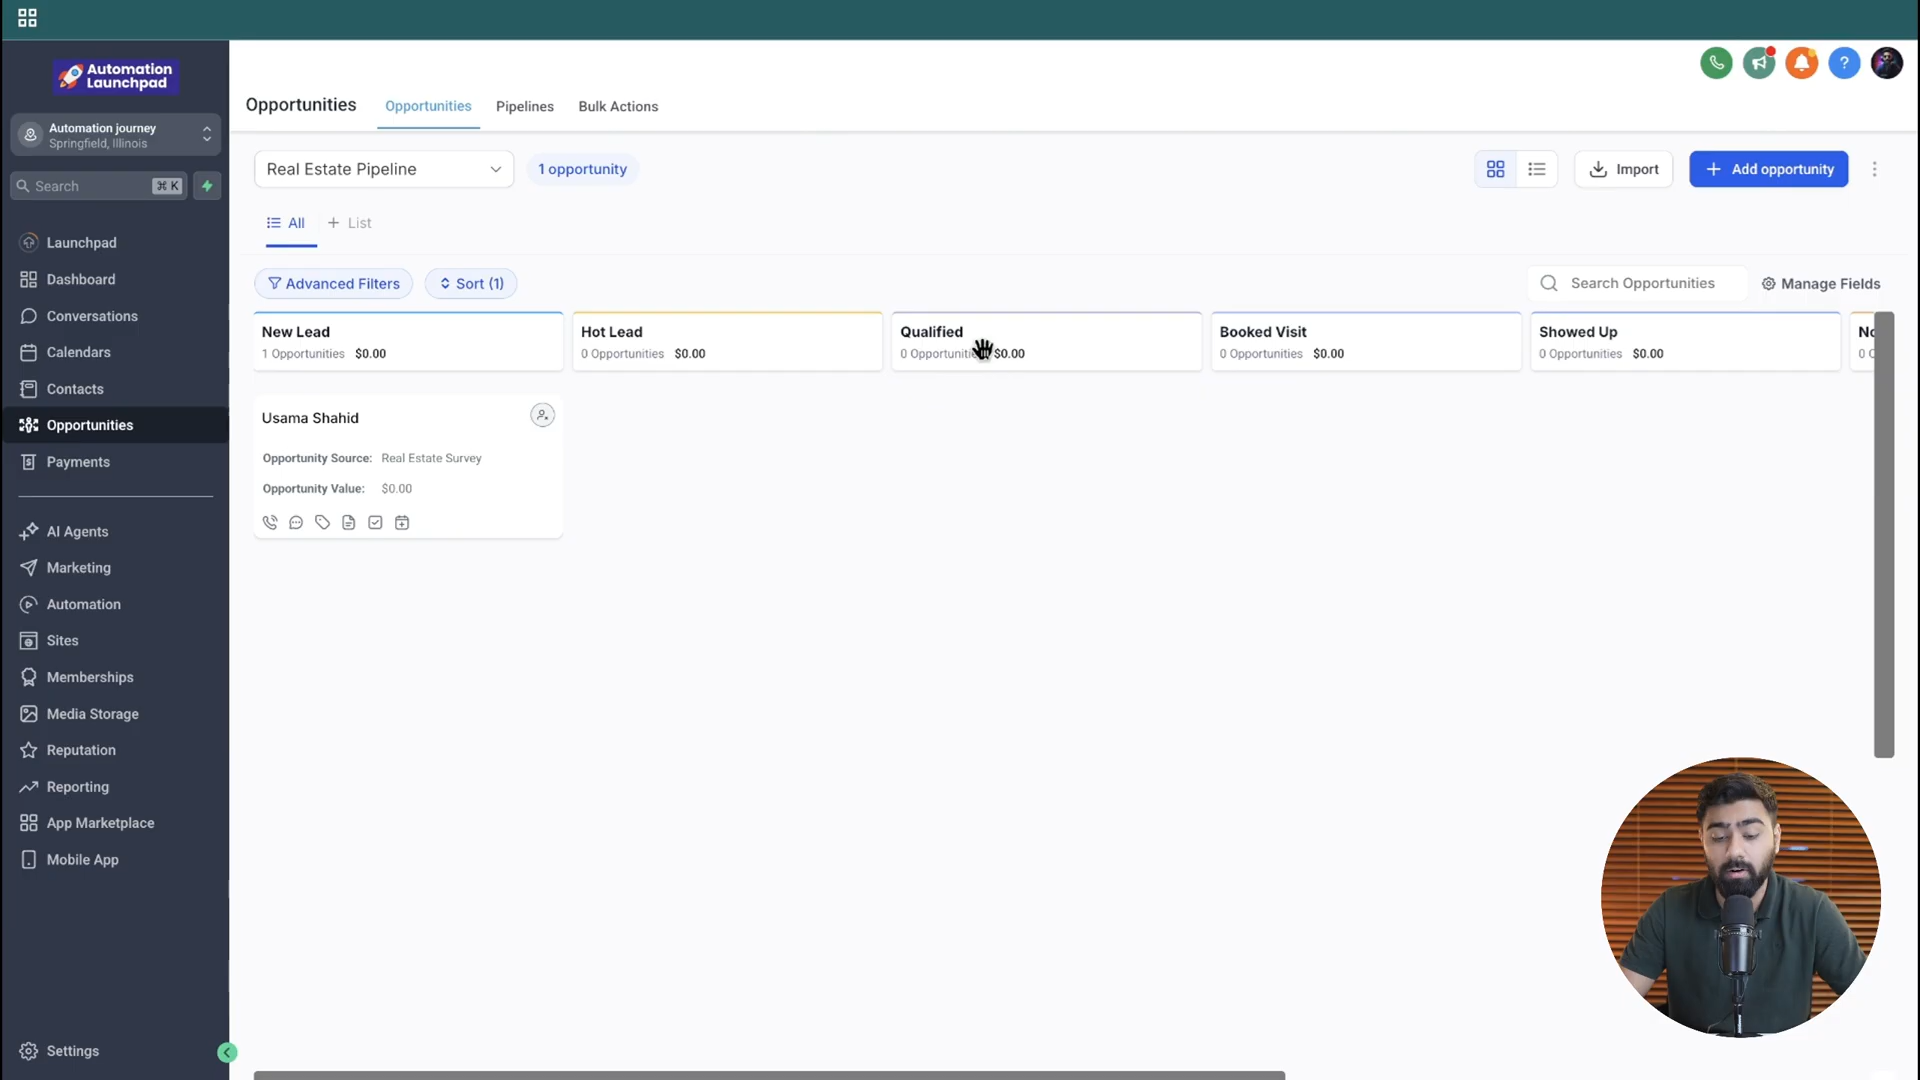 Automation
Launchpad
Automation journey
Springfield, Illinois
Search ⌘ K
Launchpad
Dashboard
Conversations
Calendars
Contacts
Opportunities
Payments
AI Agents
Marketing
Automation
Sites
Memberships
Media Storage
Reputation
Reporting
App Marketplace
Mobile App
Settings
Opportunities Opportunities Pipelines Bulk Actions
Real Estate Pipeline 1 opportunity Import + Add opportunity
All + List
Advanced Filters Sort (1) Search Opportunities Manage Fields
New Lead
1 Opportunities $0.00
Hot Lead
0 Opportunities $0.00
Qualified
0 $0.00
Booked Visit
0 Opportunities $0.00
Showed Up
0 Opportunities $0.00
Usama Shahid
Opportunity Source: Real Estate Survey
Opportunity Value: $0.00